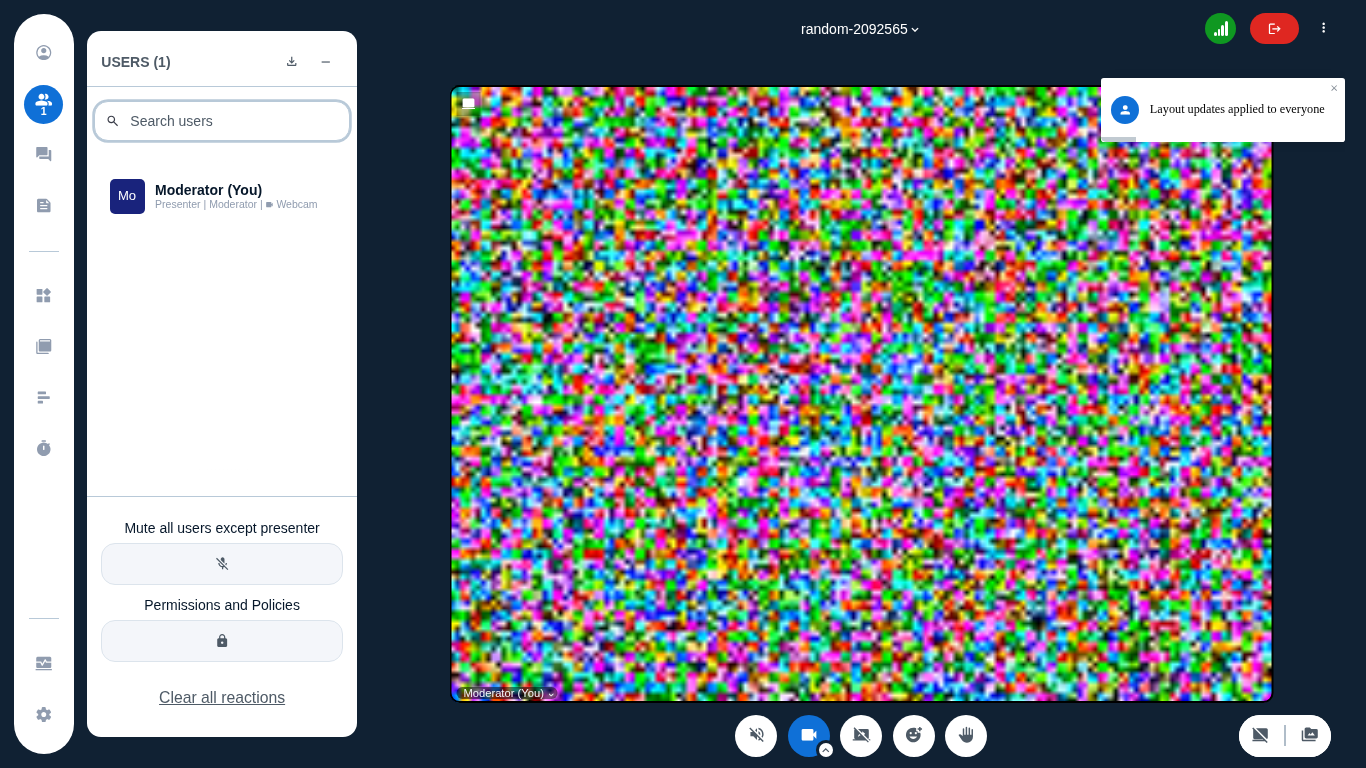 random-2092565
USERS (1)
1
Search users
Layout updates applied to everyone
Mo
Moderator (You)
Presenter | Moderator | Webcam
Mute all users except presenter
Permissions and Policies
Clear all reactions
Moderator (You)